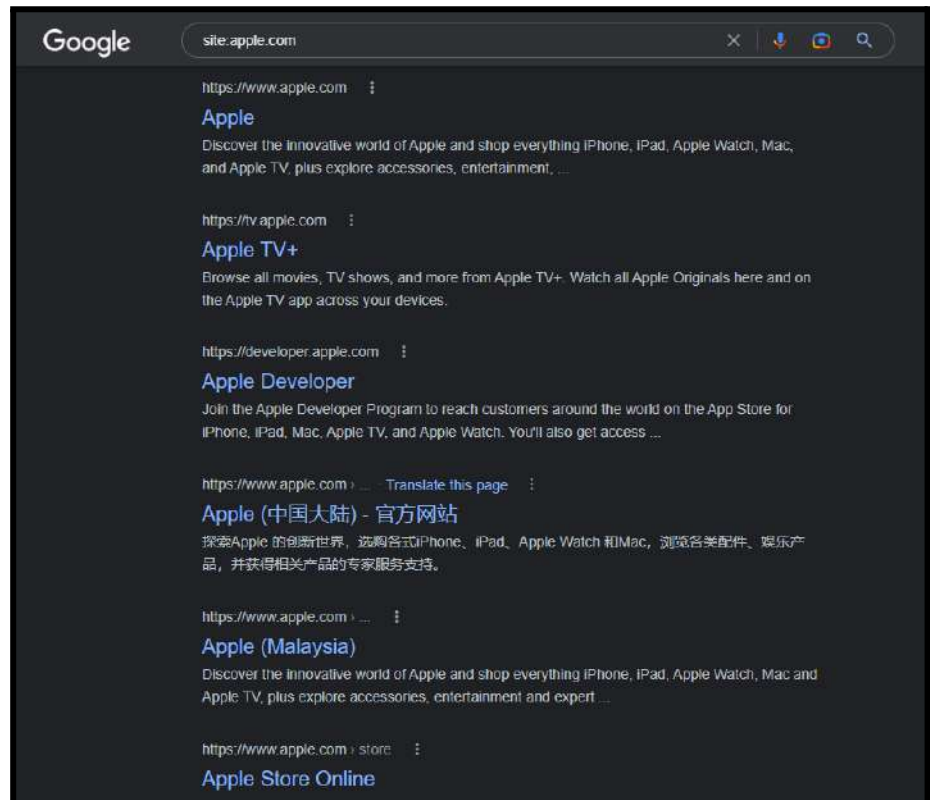 Google
site:apple.com
https://www.apple.com
Apple
Discover the innovative world of Apple and shop everything iPhone, iPad, Apple Watch, Mac,
and Apple TV, plus explore accessories, entertainment, ...
https://tv.apple.com
Apple TV+
Browse all movies, TV shows, and more from Apple TV+. Watch all Apple Originals here and on
the Apple TV app across your devices.
https://developer.apple.com
Apple Developer
Join the Apple Developer Program to reach customers around the world on the App Store for
iPhone, iPad, Mac, Apple TV, and Apple Watch. You'll also get access ...
https://www.apple.com › ... · Translate this page
Apple (中国大陆) - 官方网站
探索Apple 的创新世界，选购各式iPhone、iPad、Apple Watch 和Mac，浏览各类配件、娱乐产
品，并获得相关产品的专家服务支持。
https://www.apple.com › ...
Apple (Malaysia)
Discover the innovative world of Apple and shop everything iPhone, iPad, Apple Watch, Mac and
Apple TV, plus explore accessories, entertainment and expert ...
https://www.apple.com › store
Apple Store Online